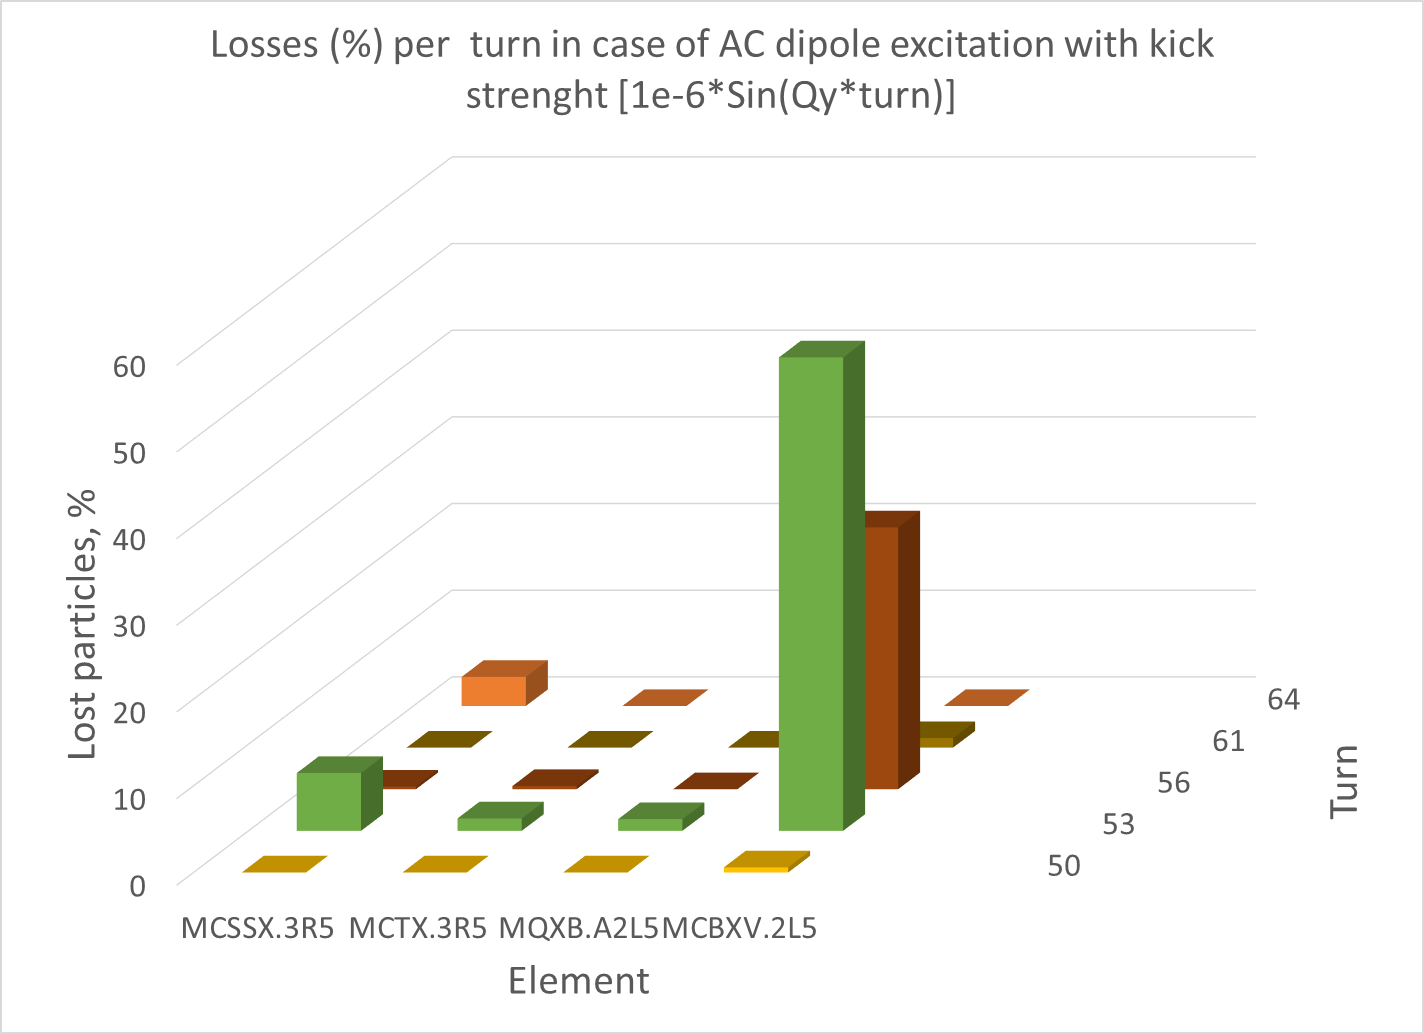 Losses (%) per  turn in case of AC dipole excitation with kick
strenght [1e-6*Sin(Qy*turn)]
60
50
40
30
20
10
0
Lost particles, %
64
61
56
53
50
Turn
MCSSX.3R5 MCTX.3R5 MQXB.A2L5 MCBXV.2L5
Element